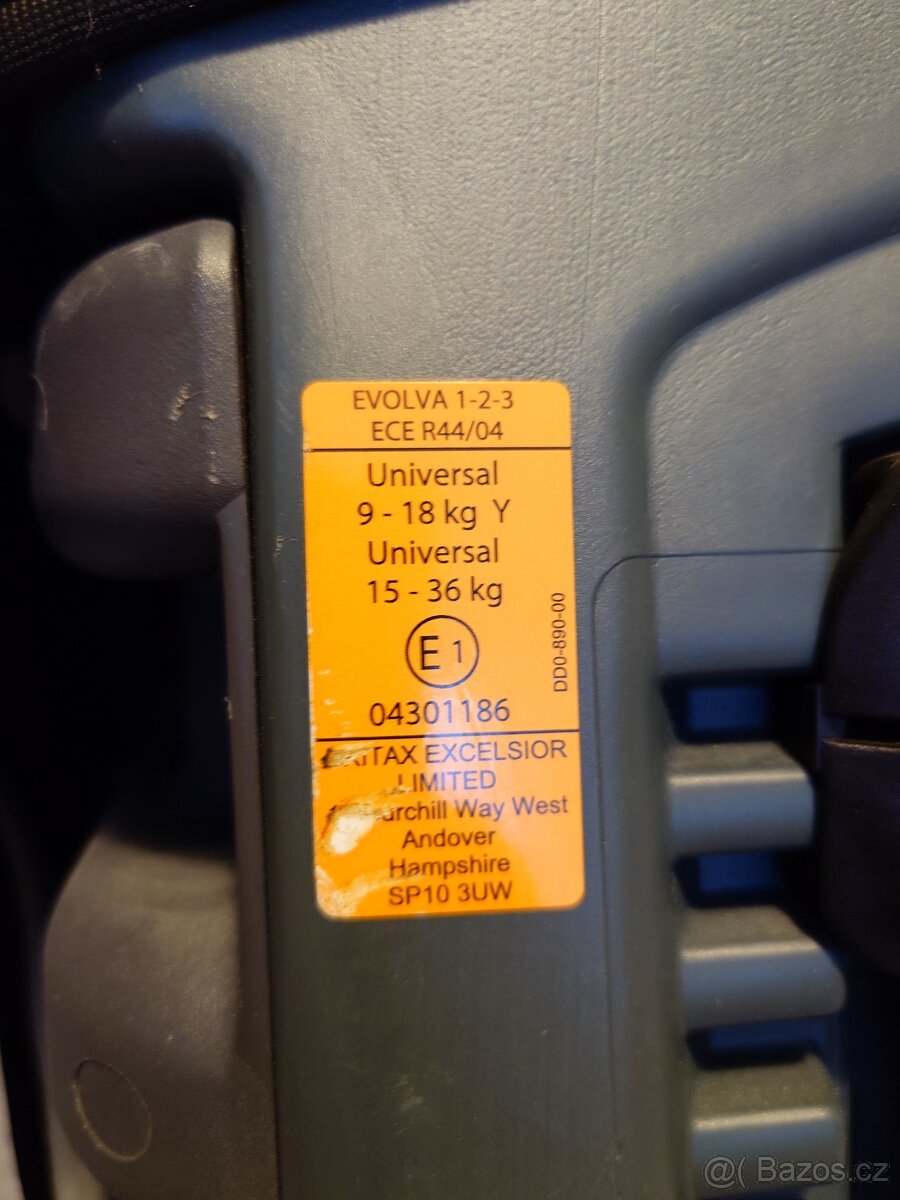 EVOLVA 1-2-3
ECE R44/04
Universal
9 - 18 kg Y
Universal
15 - 36 kg
E 1
04301186
DD0-890-00
EXCELSIOR
LIMITED
Way West
Andover
Hampshire
SP10 3UW
@( Bazos.cz